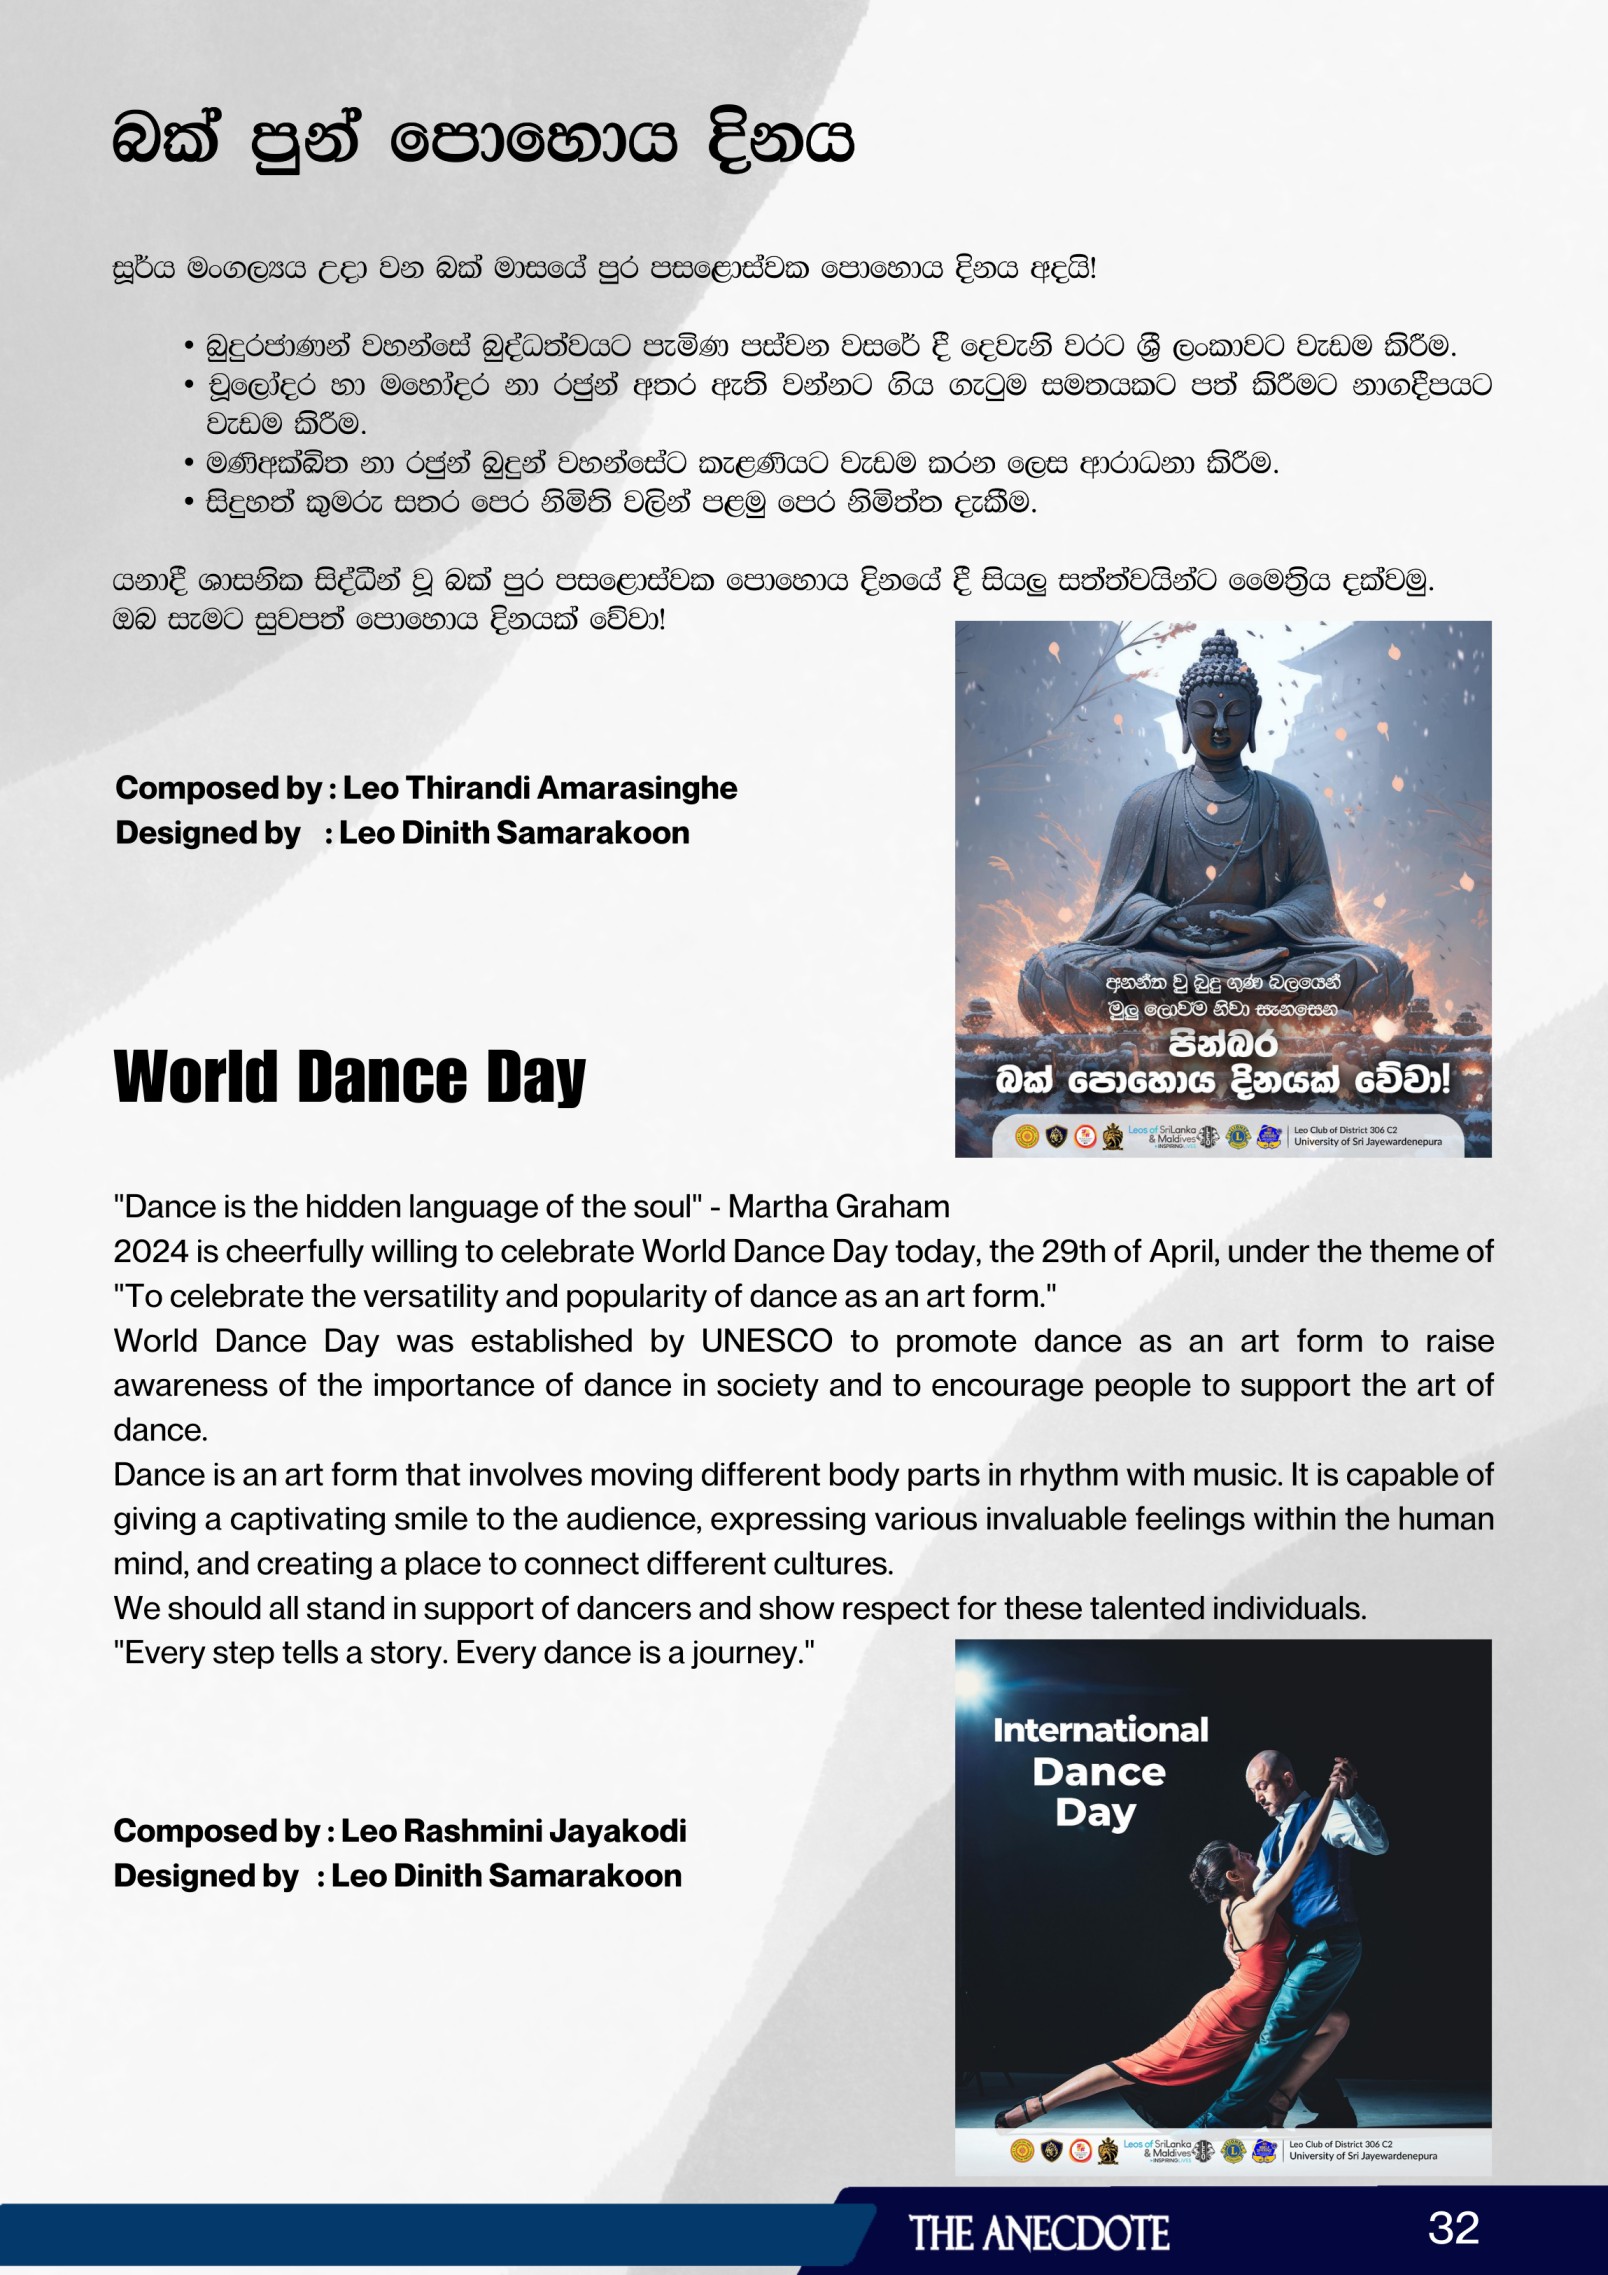 බක් පුන් පොහොය දිනය
සූර්ය මංගල්‍යය උදා වන බක් මාසයේ පුර පසළොස්වක පොහොය දිනය අදයි!
• බුදුරජාණන් වහන්සේ බුද්ධත්වයට පැමිණ පස්වන වසරේ දී දෙවැනි වරට ශ්‍රී ලංකාවට වැඩම කිරීම.
• චූලෝදර හා මහෝදර නා රජුන් අතර ඇති වන්නට ගිය ගැටුම සමතයකට පත් කිරීමට නාගදීපයට
වැඩම කිරීම.
• මණිඅක්ඛිත නා රජුන් බුදුන් වහන්සේට කැළණියට වැඩම කරන ලෙස ආරාධනා කිරීම.
• සිදුහත් කුමරු සතර පෙර නිමිති වලින් පළමු පෙර නිමිත්ත දැකීම.
යනාදී ශාසනික සිද්ධීන් වූ බක් පුර පසළොස්වක පොහොය දිනයේ දී සියලු සත්ත්වයින්ට මෛත්‍රිය දක්වමු.
ඔබ සැමට සුවපත් පොහොය දිනයක් වේවා!
Composed by : Leo Thirandi Amarasinghe
Designed by : Leo Dinith Samarakoon
අනන්ත වූ බුදු ගුණ බලයෙන්
මුලු ලොවම නිවා සැනසෙන
පින්බර
බක් පොහොය දිනයක් වේවා!
Leos of SriLanka
& Maldives
Leo Club of District 306 C2
University of Sri Jayewardenepura
World Dance Day
"Dance is the hidden language of the soul" - Martha Graham
2024 is cheerfully willing to celebrate World Dance Day today, the 29th of April, under the theme of
"To celebrate the versatility and popularity of dance as an art form."
World Dance Day was established by UNESCO to promote dance as an art form to raise
awareness of the importance of dance in society and to encourage people to support the art of
dance.
Dance is an art form that involves moving different body parts in rhythm with music. It is capable of
giving a captivating smile to the audience, expressing various invaluable feelings within the human
mind, and creating a place to connect different cultures.
We should all stand in support of dancers and show respect for these talented individuals.
"Every step tells a story. Every dance is a journey."
Composed by : Leo Rashmini Jayakodi
Designed by : Leo Dinith Samarakoon
International
Dance
Day
Leos of SriLanka
& Maldives
Leo Club of District 306 C2
University of Sri Jayewardenepura
THE ANECDOTE
32